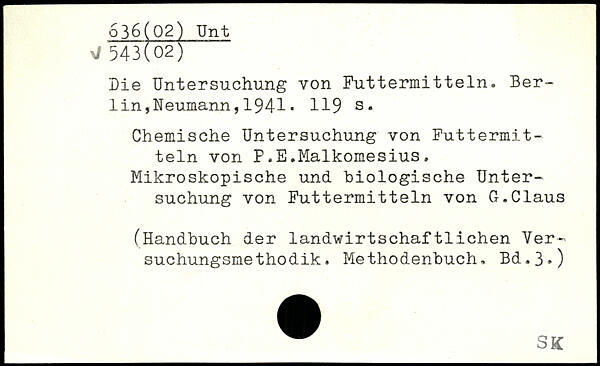 636(02) Unt
√ 543(02)
Die Untersuchung von Futtermitteln. Ber-
lin,Neumann,1941. 119 s.
Chemische Untersuchung von Futtermit-
teln von P.E.Malkomesius.
Mikroskopische und biologische Unter-
suchung von Futtermitteln von G.Claus
(Handbuch der landwirtschaftlichen Ver-
suchungsmethodik. Methodenbuch. Bd.3.)
SK